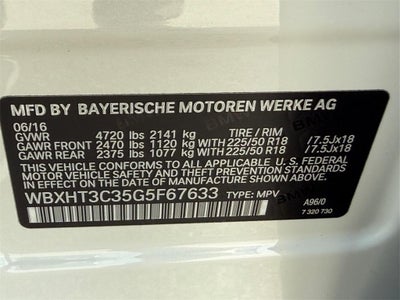 MFD BY BAYERISCHE MOTOREN WERKE AG
06/16
GVWR 4720 lbs 2141 kg TIRE / RIM
GAWR FRT 2470 lbs 1120 kg WITH 225/50 R18 /7.5Jx18
GAWR RR 2375 lbs 1077 kg WITH 225/50 R18 /7.5Jx18
THIS VEHICLE CONFORMS TO ALL APPLICABLE U.S. FEDERAL MOTOR
VEHICLE SAFETY AND THEFT PREVENTION STANDARDS IN EFFECT ON THE
DATE OF MANUFACTURE SHOWN ABOVE.
WBXHT3C35G5F67633 TYPE: MPV A96/0
7 320 730